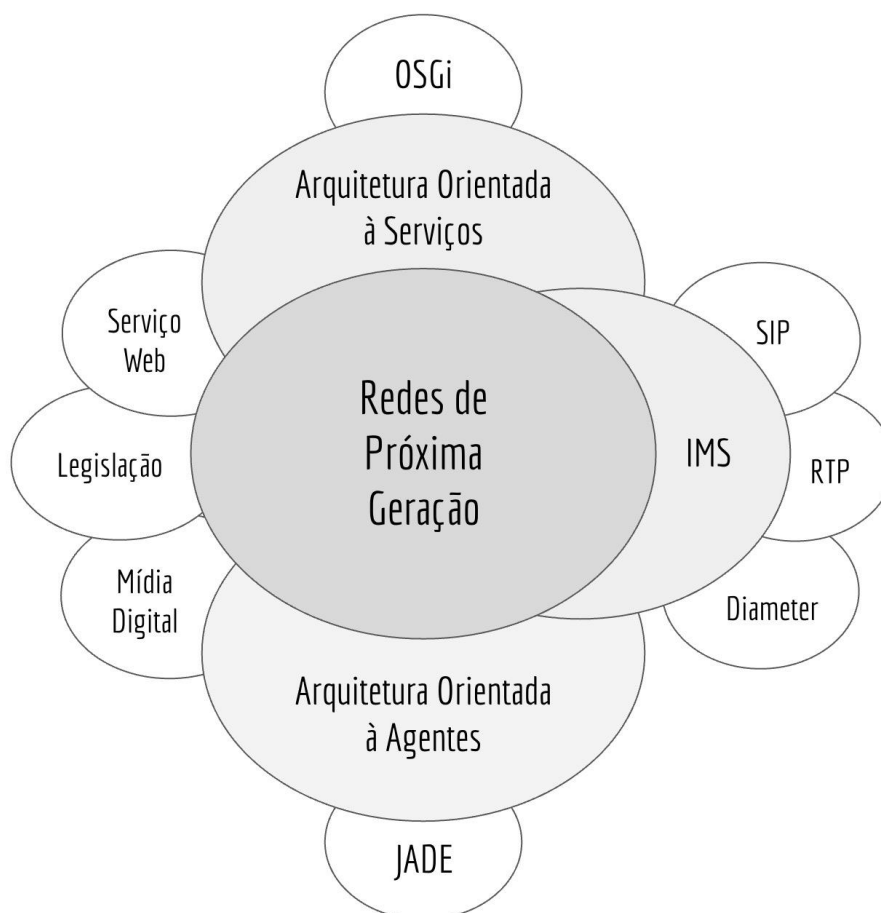 OSGi
Arquitetura Orientada
à Serviços
Serviço
Web
SIP
Redes de
Próxima
Geração
IMS
Legislação
RTP
Mídia
Digital
Diameter
Arquitetura Orientada
à Agentes
JADE